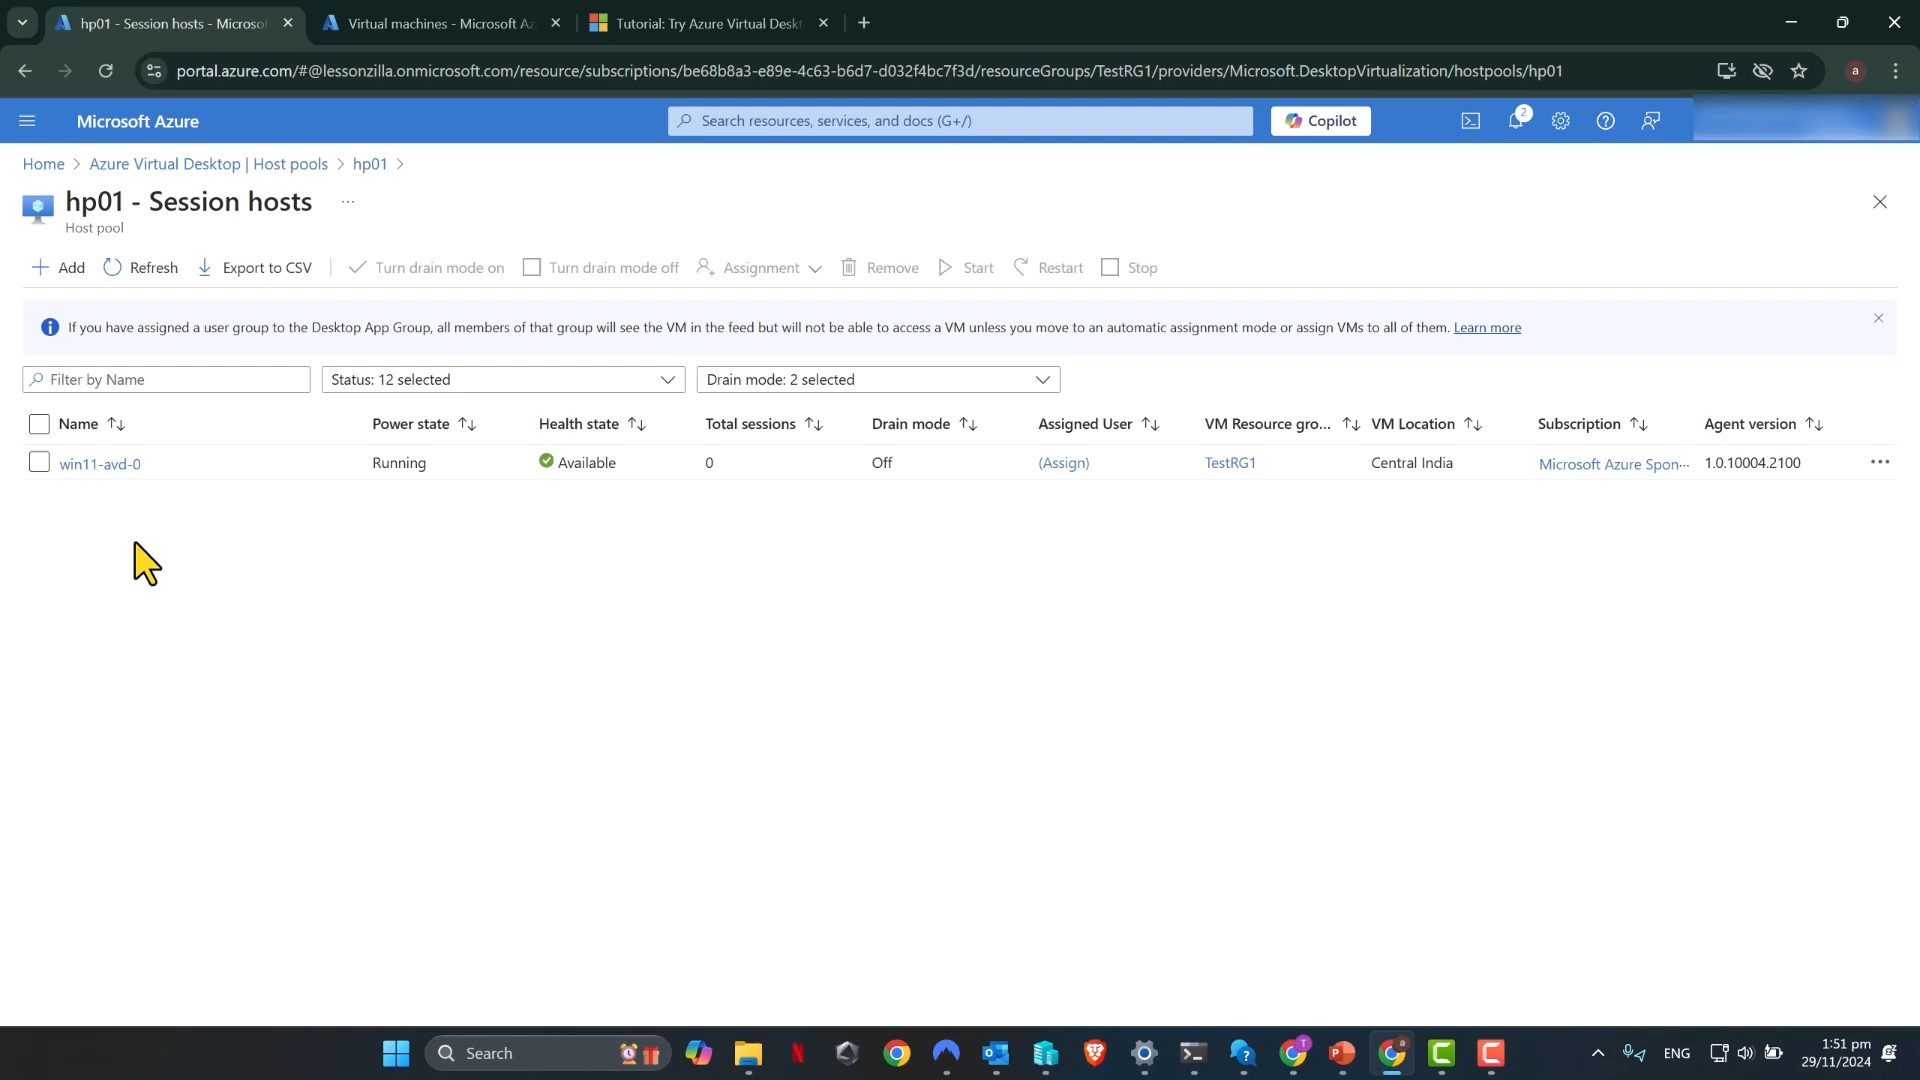 hp01 - Session hosts - Microsof
Virtual machines - Microsoft Az
Tutorial: Try Azure Virtual Deskt
portal.azure.com/#@lessonzilla.onmicrosoft.com/resource/subscriptions/be68b8a3-e89e-4c63-b6d7-d032f4bc7f3d/resourceGroups/TestRG1/providers/Microsoft.DesktopVirtualization/hostpools/hp01
a
Microsoft Azure
Search resources, services, and docs (G+/)
Copilot
2
Home > Azure Virtual Desktop | Host pools > hp01 >
hp01 - Session hosts ...
Host pool
Add Refresh Export to CSV Turn drain mode on Turn drain mode off Assignment Remove Start Restart Stop
If you have assigned a user group to the Desktop App Group, all members of that group will see the VM in the feed but will not be able to access a VM unless you move to an automatic assignment mode or assign VMs to all of them. Learn more
Filter by Name
Status: 12 selected
Drain mode: 2 selected
Name Power state Health state Total sessions Drain mode Assigned User VM Resource gro... VM Location Subscription Agent version
win11-avd-0 Running Available 0 Off (Assign) TestRG1 Central India Microsoft Azure Spon... 1.0.10004.2100
Search
T
a
ENG
1:51 pm
29/11/2024